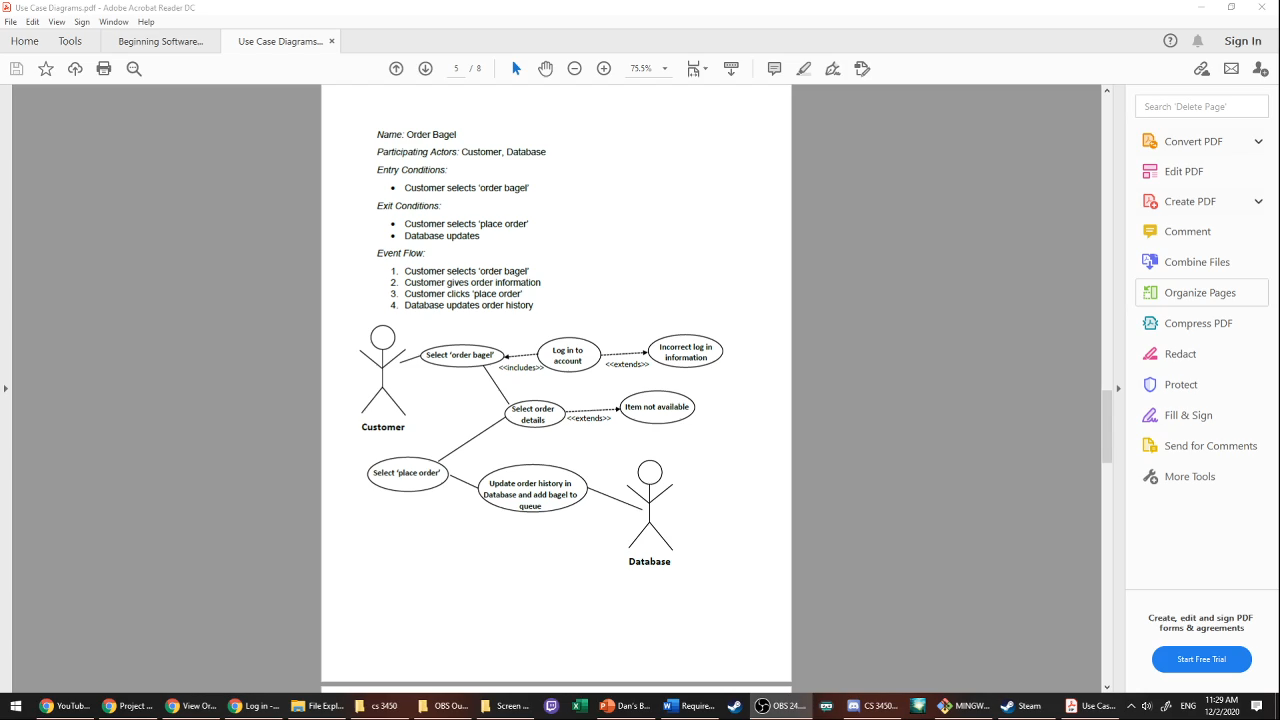 Use Case Diagrams.pdf - Adobe Acrobat Reader DC
File Edit View Sign Window Help
Home Tools Beginning Software... Use Case Diagrams... × Sign In
5 / 8 75.5%
Name: Order Bagel
Participating Actors: Customer, Database
Entry Conditions:
• Customer selects 'order bagel'
Exit Conditions:
• Customer selects 'place order'
• Database updates
Event Flow:
1. Customer selects 'order bagel'
2. Customer gives order information
3. Customer clicks 'place order'
4. Database updates order history
Select 'order bagel'
<<includes>>
Log in to
account
<<extends>>
Incorrect log in
information
Select order
details
<<extends>>
Item not available
Customer
Select 'place order'
Update order history in
Database and add bagel to
queue
Database
Search 'Delete Page'
Convert PDF
Edit PDF
Create PDF
Comment
Combine Files
Organize Pages
Compress PDF
Redact
Protect
Fill & Sign
Send for Comments
More Tools
Create, edit and sign PDF
forms & agreements
Start Free Trial
YouTub... Project ... View Or... Log in -... File Expl... cs 3450 OBS Ou... Screen ... Dan's B... Require... OBS 24.... CS 3450... MINGW... Steam Use Cas...
11:29 AM
12/2/2020